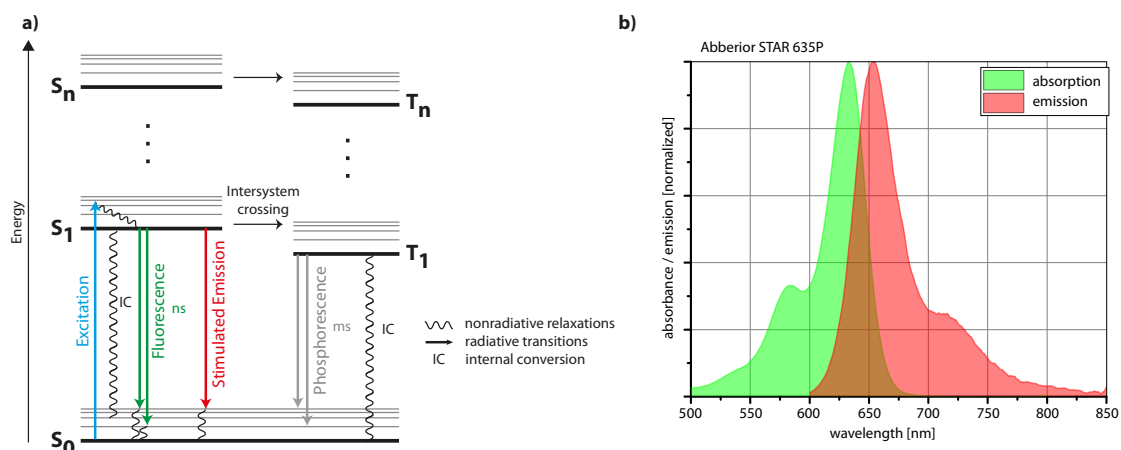 a)
Energy
Sn
Tn
S1
Intersystem
crossing
T1
Excitation
IC
Fluorescence
ns
Stimulated Emission
Phosphorescence
ms
IC
nonradiative relaxations
radiative transitions
IC internal conversion
S0
b)
Abberior STAR 635P
absorption
emission
absorbance / emission [normalized]
500 550 600 650 700 750 800 850
wavelength [nm]